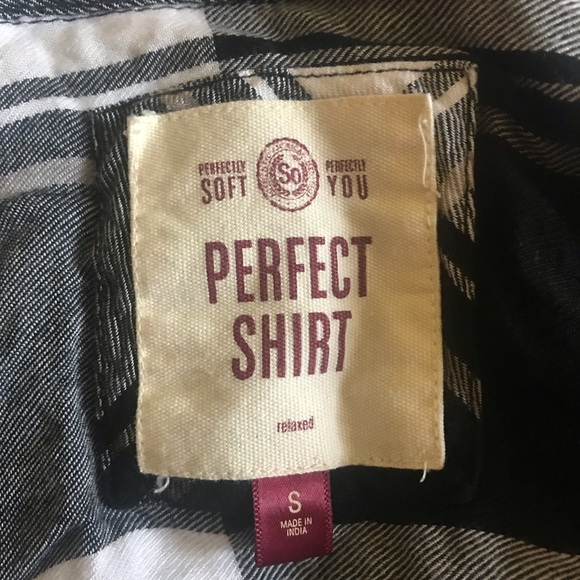 PERFECTLY So PERFECTLY
SOFT YOU
PERFECT
SHIRT
relaxed
S
MADE IN
INDIA